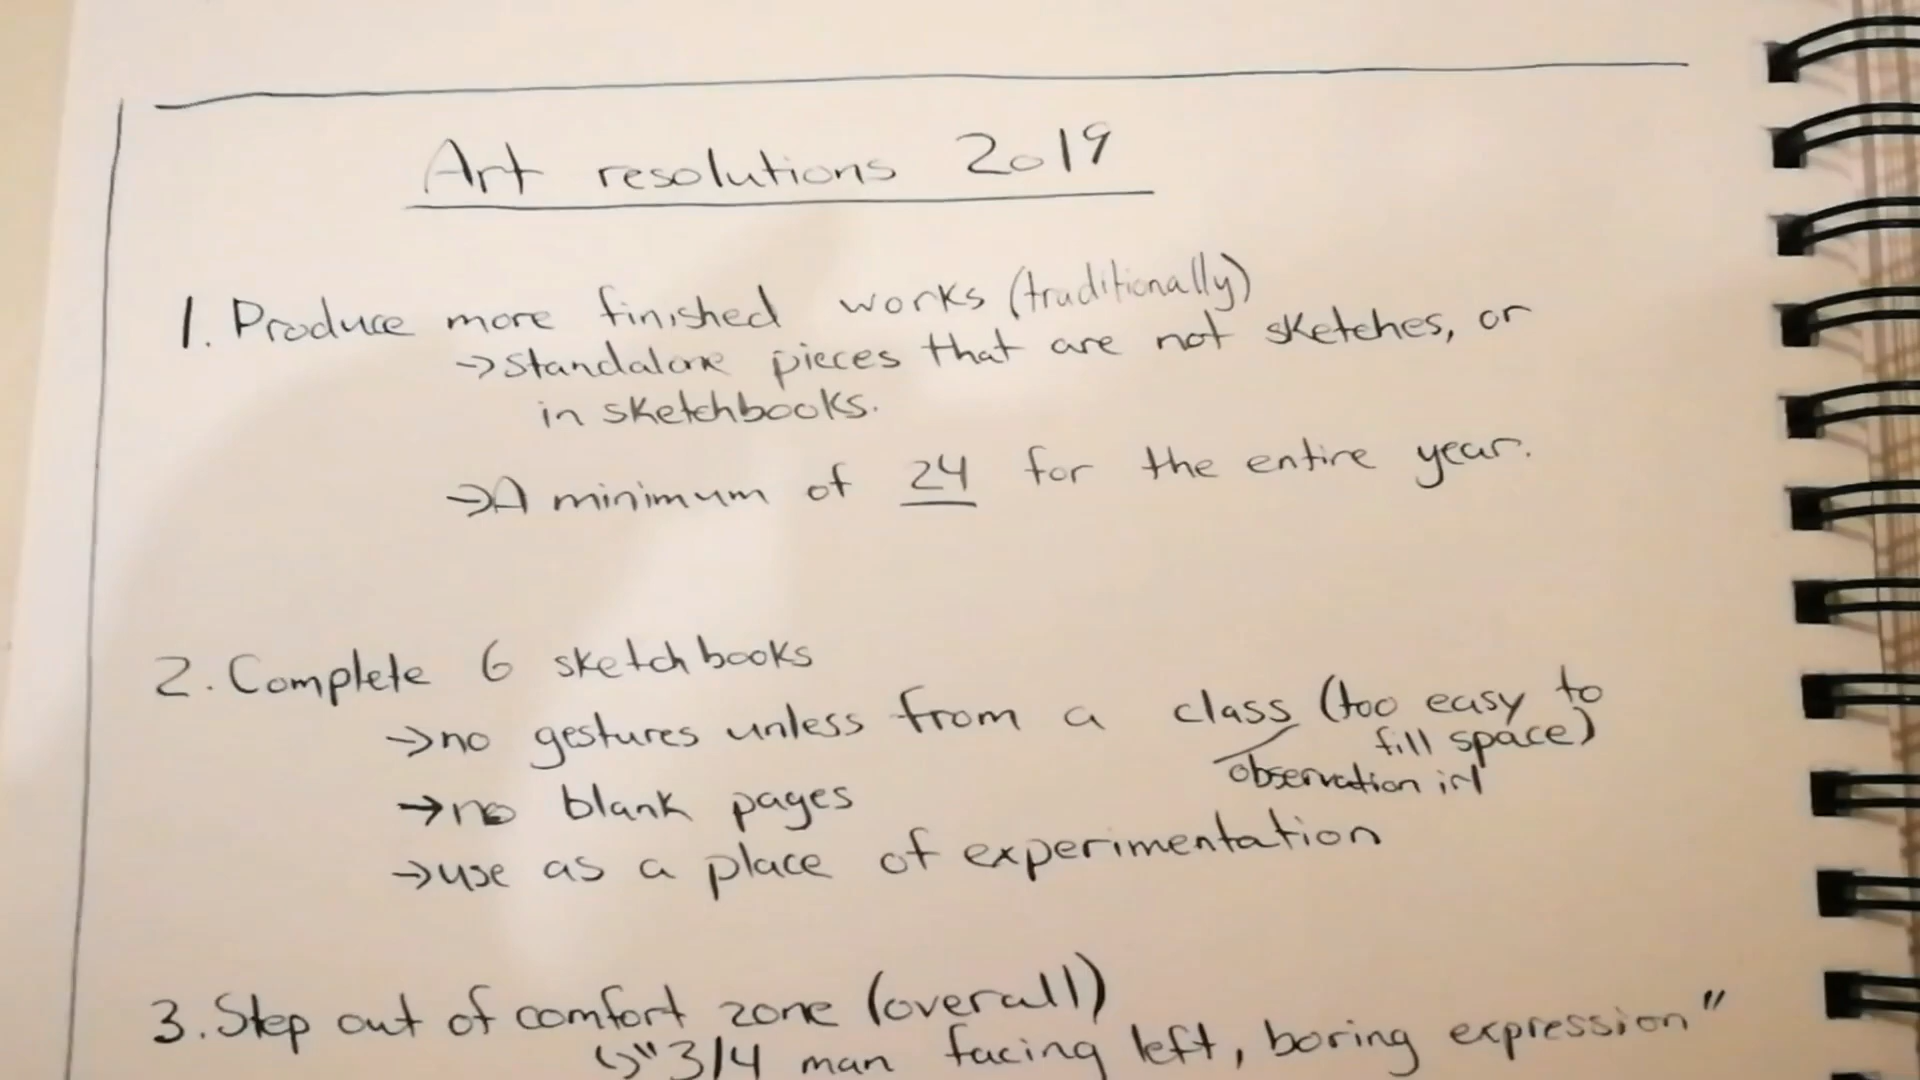 Art resolutions 2019
1. Produce more finished works (traditionally)
→ standalone pieces that are not sketches, or
in sketchbooks.
→ A minimum of 24 for the entire year.
2. Complete 6 sketchbooks
→ no gestures unless from a class (too easy to
fill space)
observation irl
→ no blank pages
→ use as a place of experimentation
3. Step out of comfort zone (overall)
↳ "3/4 man facing left, boring expression"